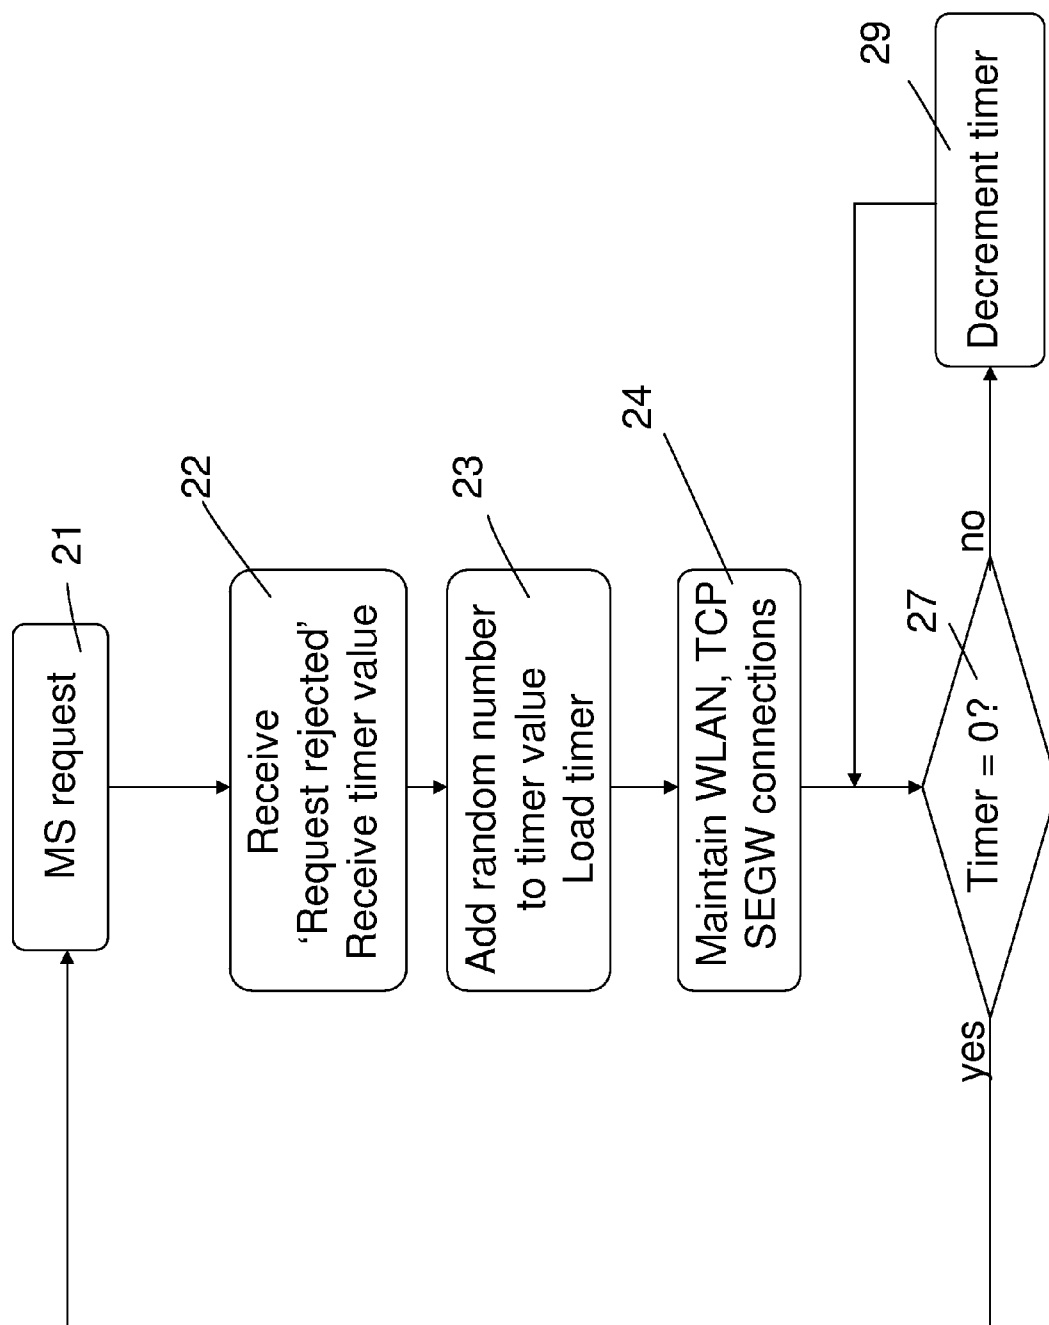 MS request
21
Receive
‘Request rejected’
Receive timer value
22
Add random number
to timer value
Load timer
23
Maintain WLAN, TCP
SEGW connections
24
Timer = 0?
27
yes
no
Decrement timer
29